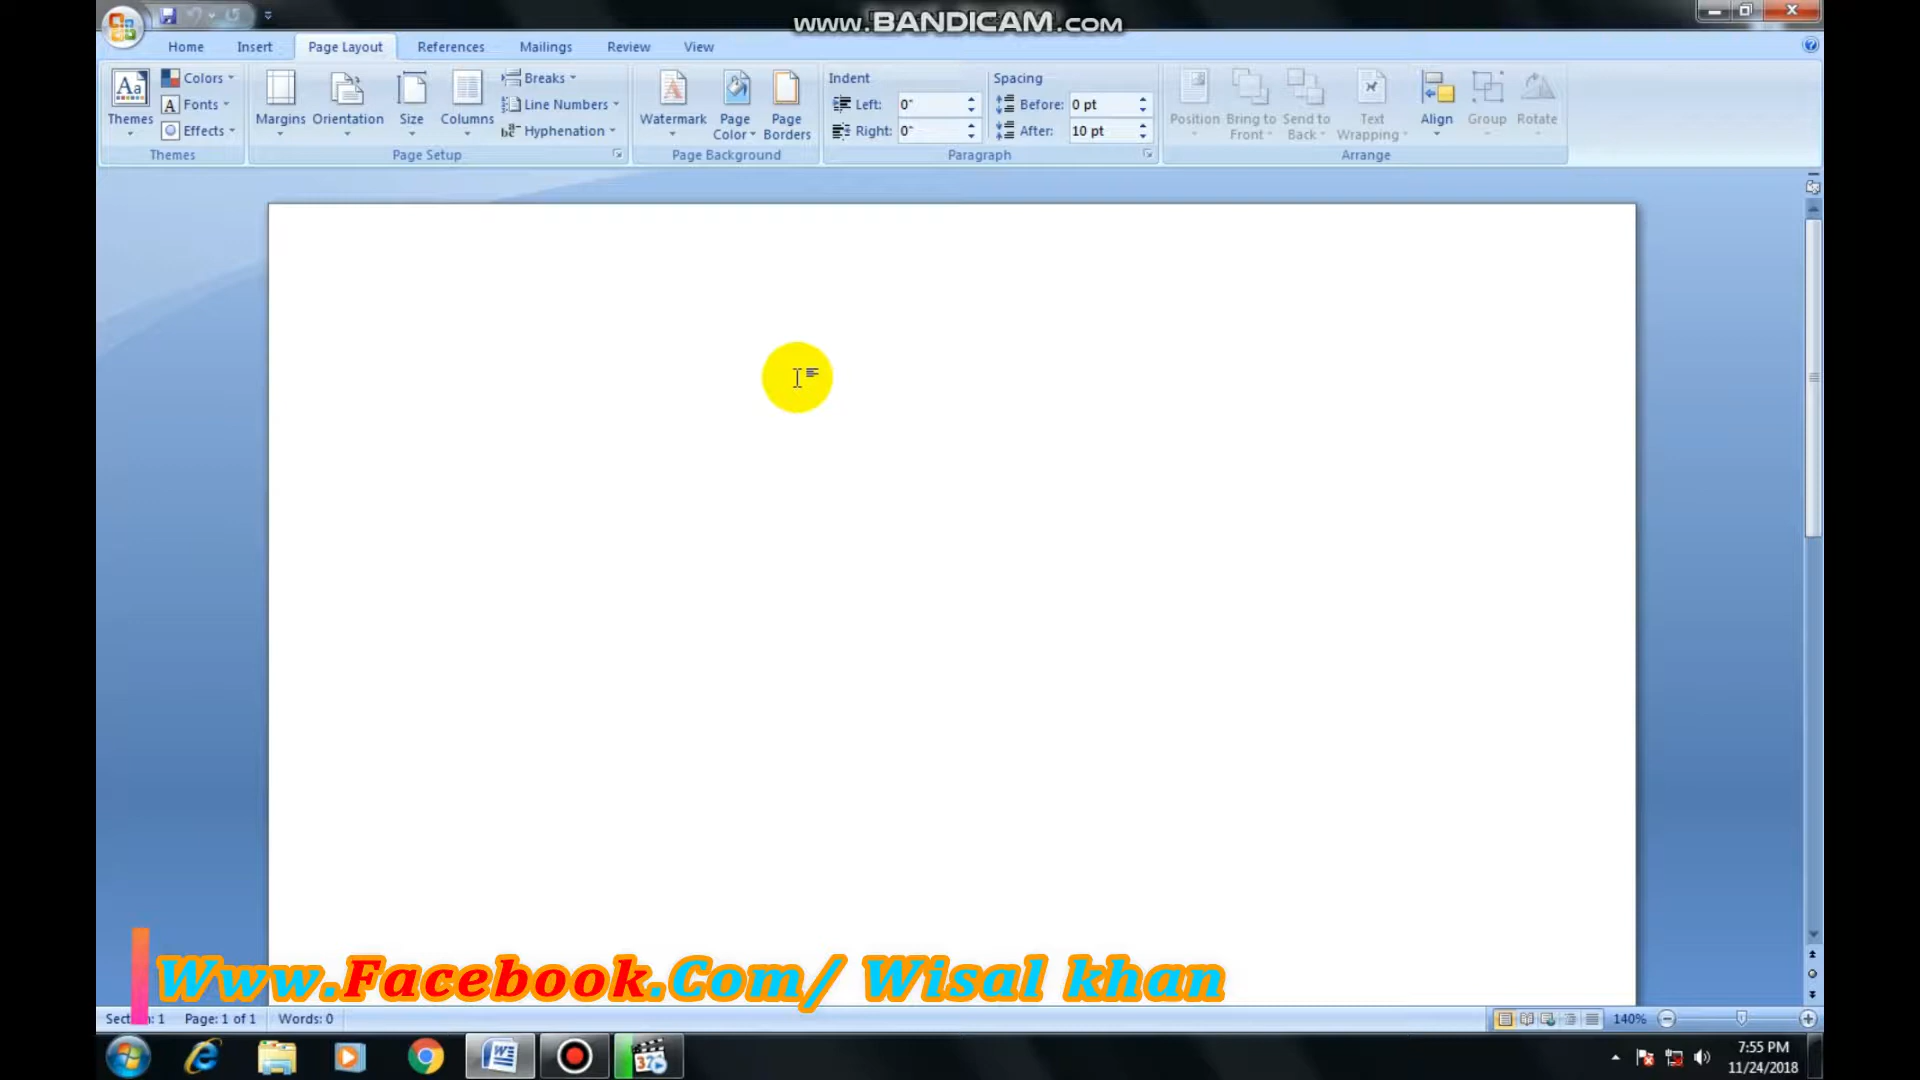 www.BANDICAM.com
Home Insert Page Layout References Mailings Review View
Themes
Colors
Fonts
Effects
Themes
Margins Orientation Size Columns
Breaks
Line Numbers
Hyphenation
Page Setup
Watermark Page Color Page Borders
Page Background
Indent
Left: 0"
Right: 0"
Spacing
Before: 0 pt
After: 10 pt
Paragraph
Position Bring to Front Send to Back Text Wrapping Align Group Rotate
Arrange
Www.Facebook.Com/ Wisal khan
Page: 1 of 1 Words: 0
140%
7:55 PM
11/24/2018